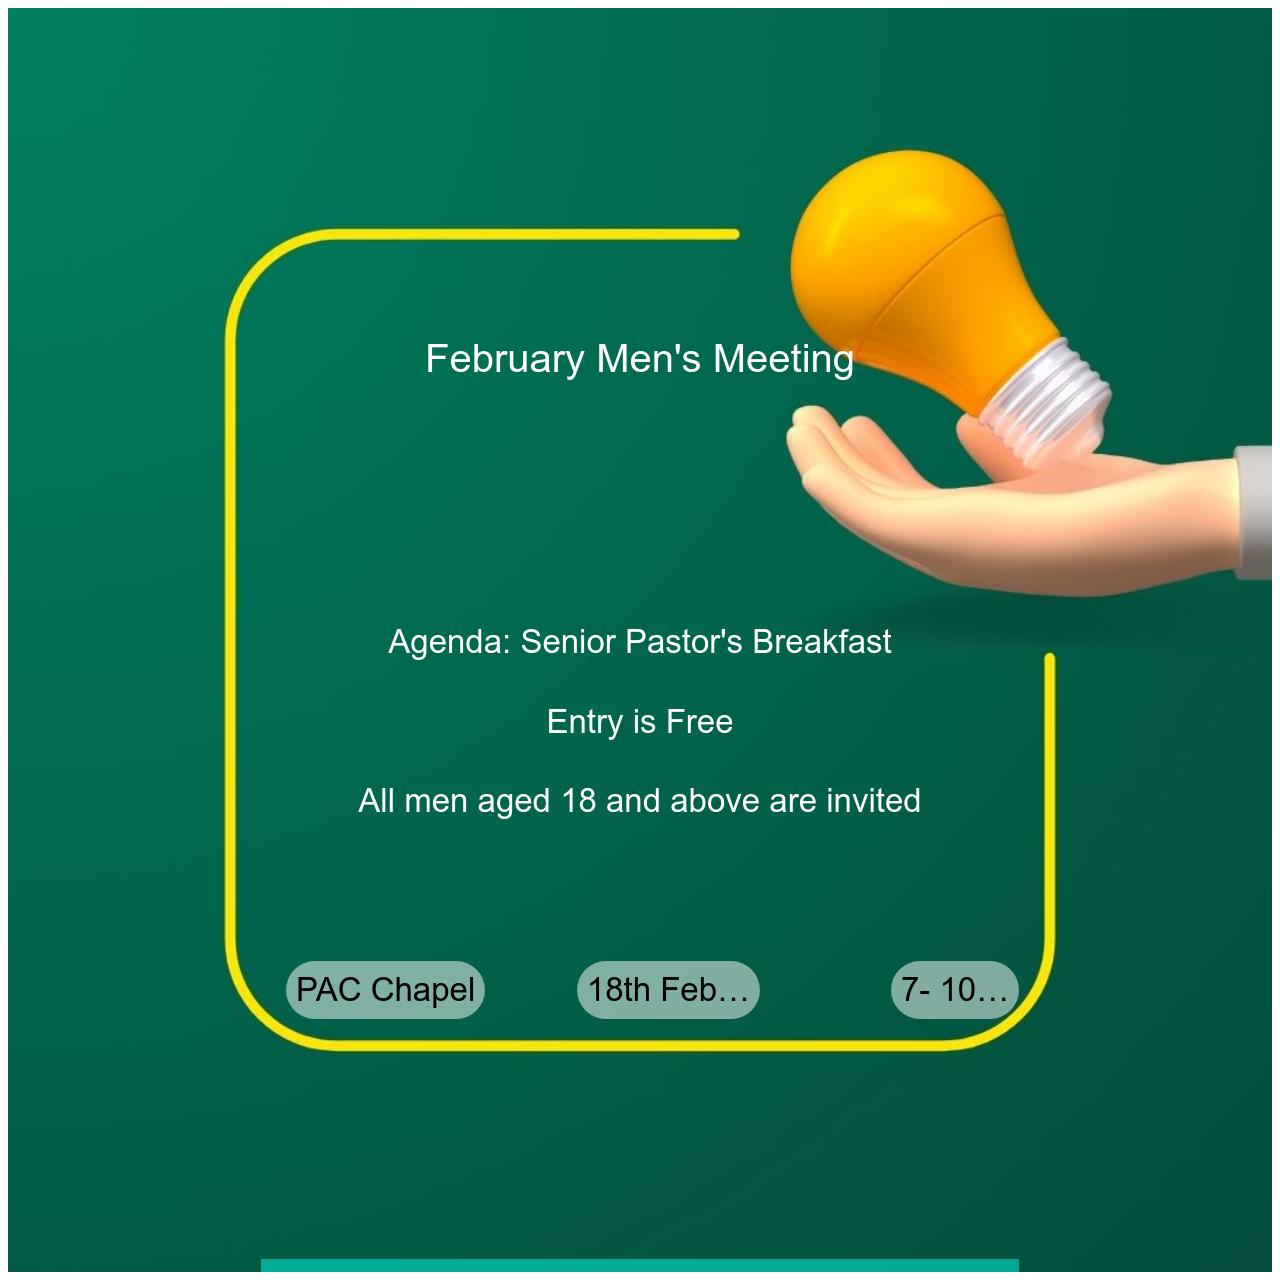 February Men's Meeting
Agenda: Senior Pastor's Breakfast
Entry is Free
All men aged 18 and above are invited
PAC Chapel
18th Feb…
7- 10…